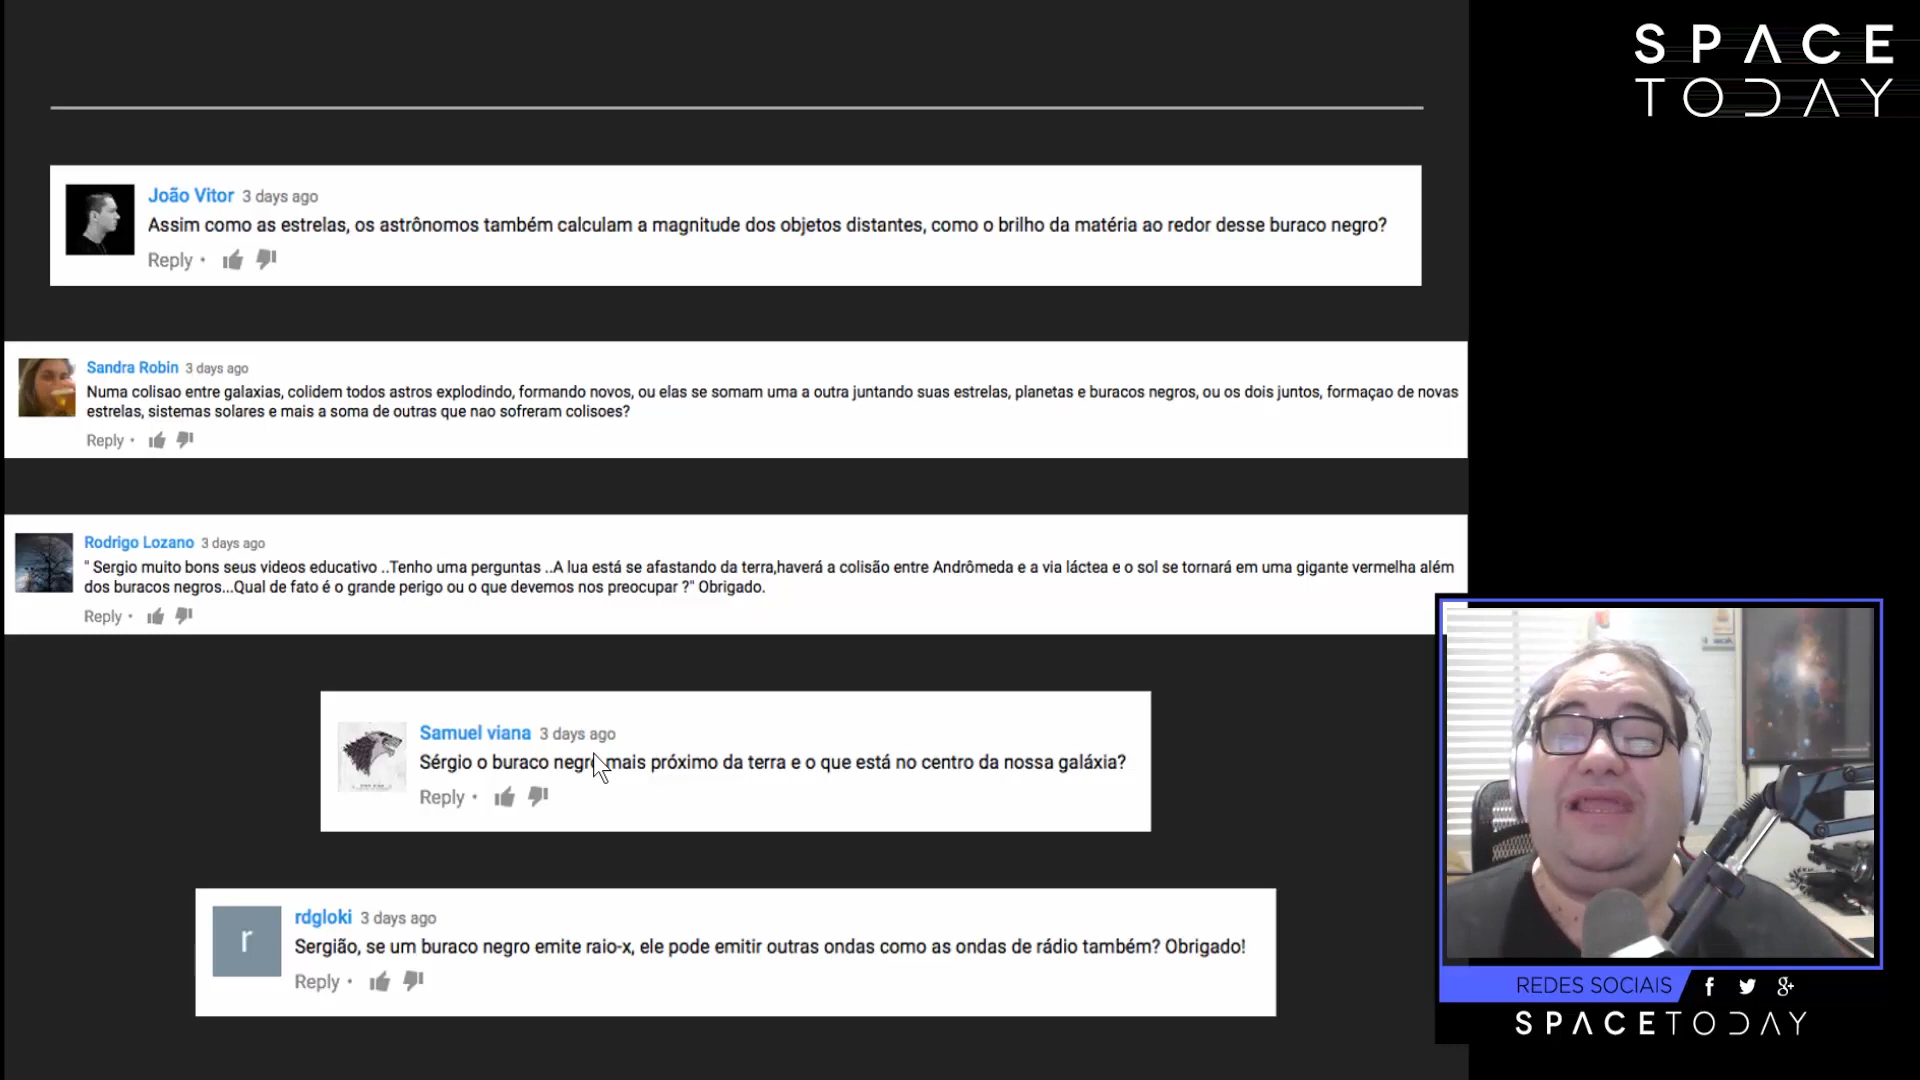 SPACE
TODAY
João Vitor 3 days ago
Assim como as estrelas, os astrônomos também calculam a magnitude dos objetos distantes, como o brilho da matéria ao redor desse buraco negro?
Reply •
Sandra Robin 3 days ago
Numa colisao entre galaxias, colidem todos astros explodindo, formando novos, ou elas se somam uma a outra juntando suas estrelas, planetas e buracos negros, ou os dois juntos, formaçao de novas
estrelas, sistemas solares e mais a soma de outras que nao sofreram colisoes?
Reply •
Rodrigo Lozano 3 days ago
" Sergio muito bons seus videos educativo ..Tenho uma perguntas ..A lua está se afastando da terra,haverá a colisão entre Andrômeda e a via láctea e o sol se tornará em uma gigante vermelha além
dos buracos negros...Qual de fato é o grande perigo ou o que devemos nos preocupar ?" Obrigado.
Reply •
Samuel viana 3 days ago
Sérgio o buraco negro mais próximo da terra e o que está no centro da nossa galáxia?
Reply •
r
rdgloki 3 days ago
Sergião, se um buraco negro emite raio-x, ele pode emitir outras ondas como as ondas de rádio também? Obrigado!
Reply •
REDES SOCIAIS
SPACETODAY